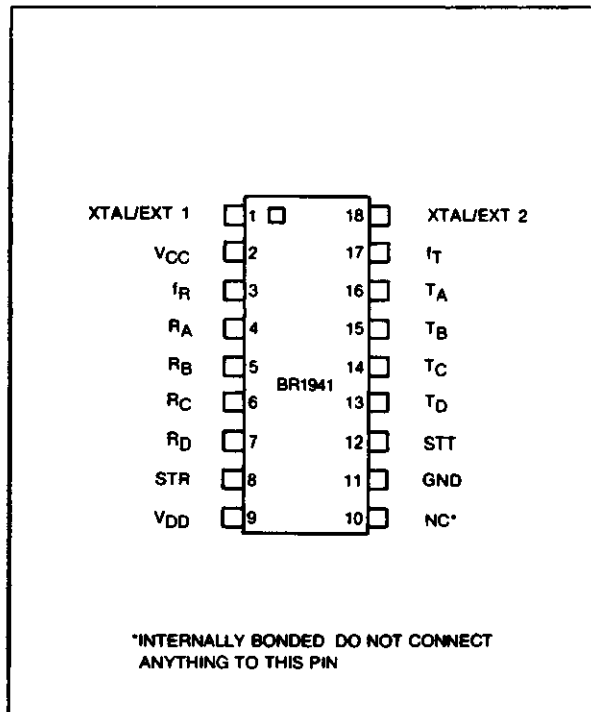 XTAL/EXT 1 1 18 XTAL/EXT 2
VCC 2 17 fT
fR 3 16 TA
RA 4 15 TB
RB 5 14 TC
BR1941
RC 6 13 TD
RD 7 12 STT
STR 8 11 GND
VDD 9 10 NC*
*INTERNALLY BONDED DO NOT CONNECT
ANYTHING TO THIS PIN